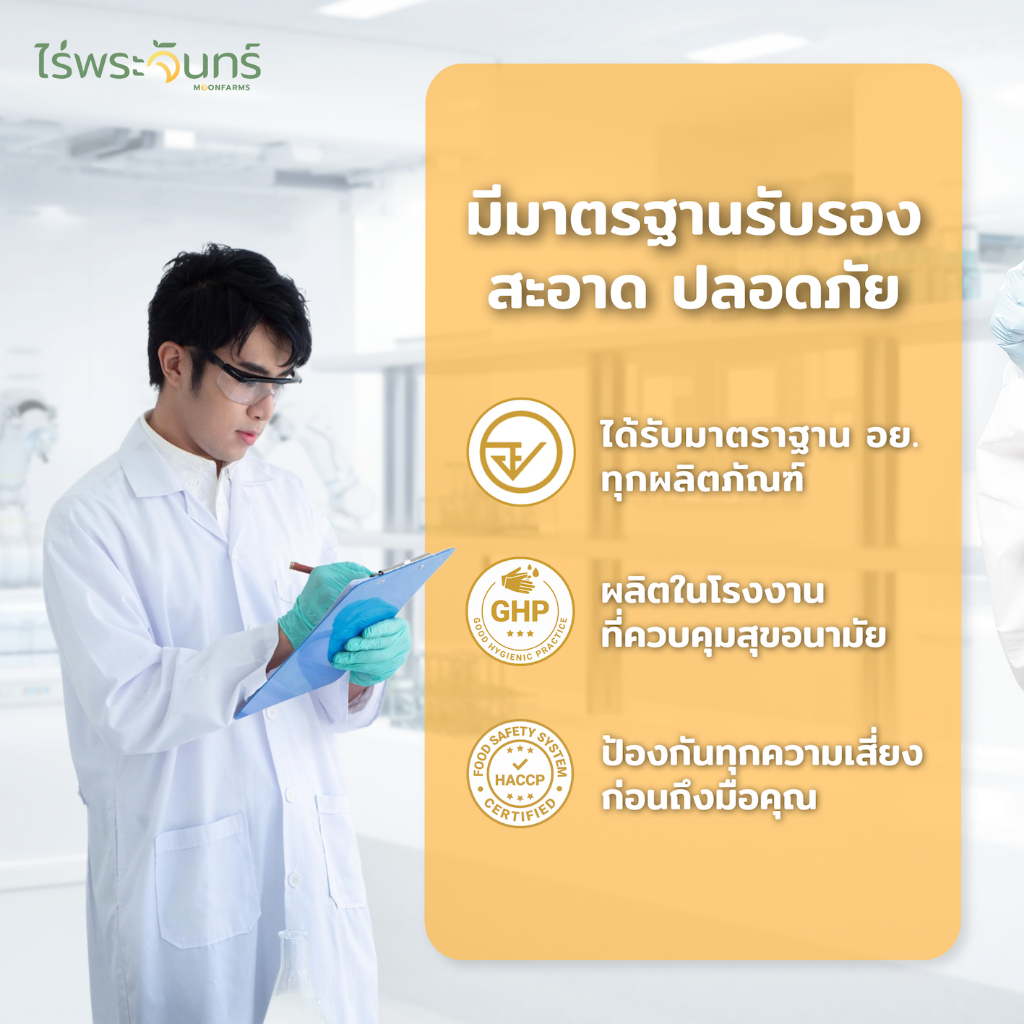 ไร่พระจันทร์
MOONFARMS
มีมาตรฐานรับรอง
สะอาด ปลอดภัย
ได้รับมาตราฐาน อย.
ทุกผลิตภัณฑ์
GHP
GOOD HYGIENIC PRACTICE
ผลิตในโรงงาน
ที่ควบคุมสุขอนามัย
FOOD SAFETY SYSTEM
HACCP
CERTIFIED
ป้องกันทุกความเสี่ยง
ก่อนถึงมือคุณ